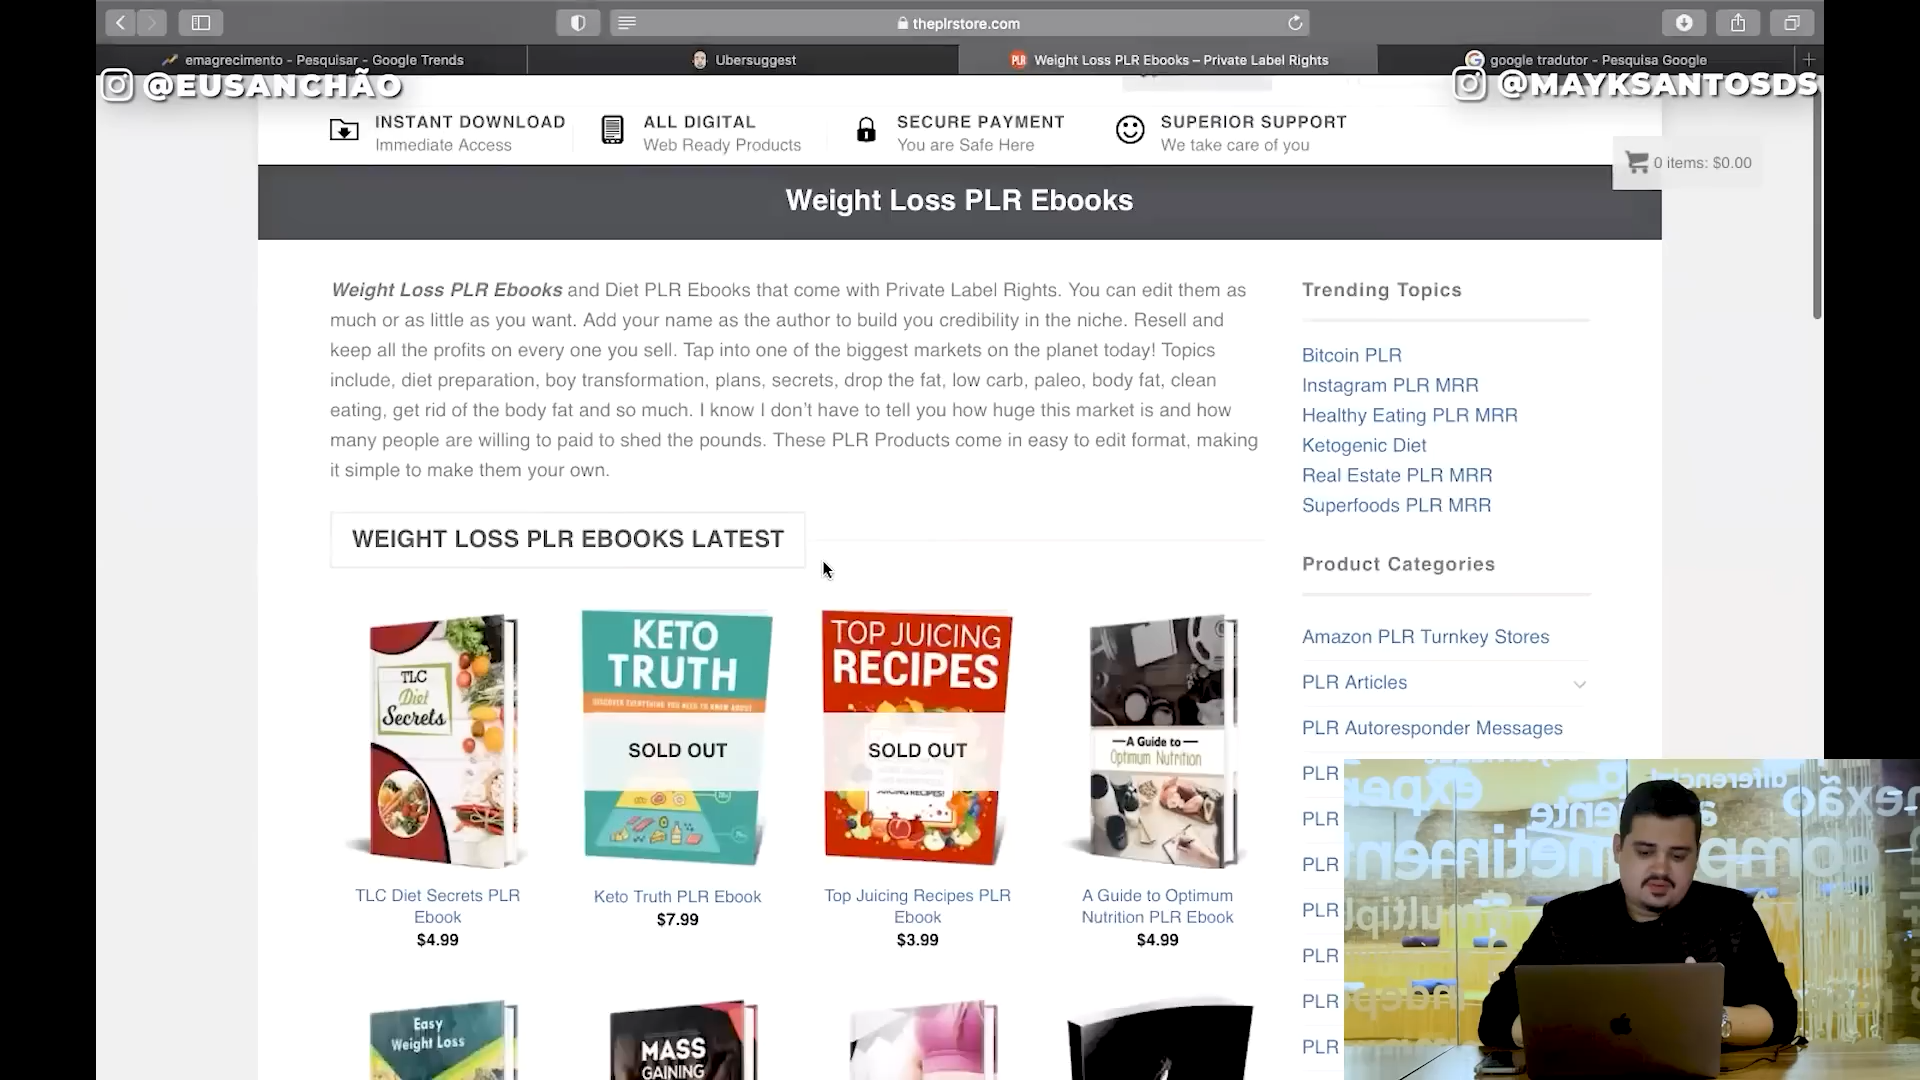 theplrstore.com
emagrecimento - Pesquisar - Google Trends
Ubersuggest
PLR Weight Loss PLR Ebooks – Private Label Rights
google tradutor - Pesquisa Google
@EUSANCHÃO
@MAYKSANTOSDS
INSTANT DOWNLOAD
Immediate Access
ALL DIGITAL
Web Ready Products
SECURE PAYMENT
You are Safe Here
SUPERIOR SUPPORT
We take care of you
0 items: $0.00
Weight Loss PLR Ebooks
Weight Loss PLR Ebooks and Diet PLR Ebooks that come with Private Label Rights. You can edit them as
much or as little as you want. Add your name as the author to build you credibility in the niche. Resell and
keep all the profits on every one you sell. Tap into one of the biggest markets on the planet today! Topics
include, diet preparation, boy transformation, plans, secrets, drop the fat, low carb, paleo, body fat, clean
eating, get rid of the body fat and so much. I know I don’t have to tell you how huge this market is and how
many people are willing to paid to shed the pounds. These PLR Products come in easy to edit format, making
it simple to make them your own.
Trending Topics
Bitcoin PLR
Instagram PLR MRR
Healthy Eating PLR MRR
Ketogenic Diet
Real Estate PLR MRR
Superfoods PLR MRR
Product Categories
Amazon PLR Turnkey Stores
PLR Articles
PLR Autoresponder Messages
PLR
PLR
PLR
PLR
PLR
PLR
PLR
WEIGHT LOSS PLR EBOOKS LATEST
TLC
Diet
Secrets
KETO
TRUTH
DISCOVER EVERYTHING YOU NEED TO KNOW ABOUT
SOLD OUT
TOP JUICING
RECIPES
SOLD OUT
JUICING RECIPES!
A Guide to
Optimum Nutrition
TLC Diet Secrets PLR
Ebook
$4.99
Keto Truth PLR Ebook
$7.99
Top Juicing Recipes PLR
Ebook
$3.99
A Guide to Optimum
Nutrition PLR Ebook
$4.99
Easy
Weight Loss
MASS
GAINING